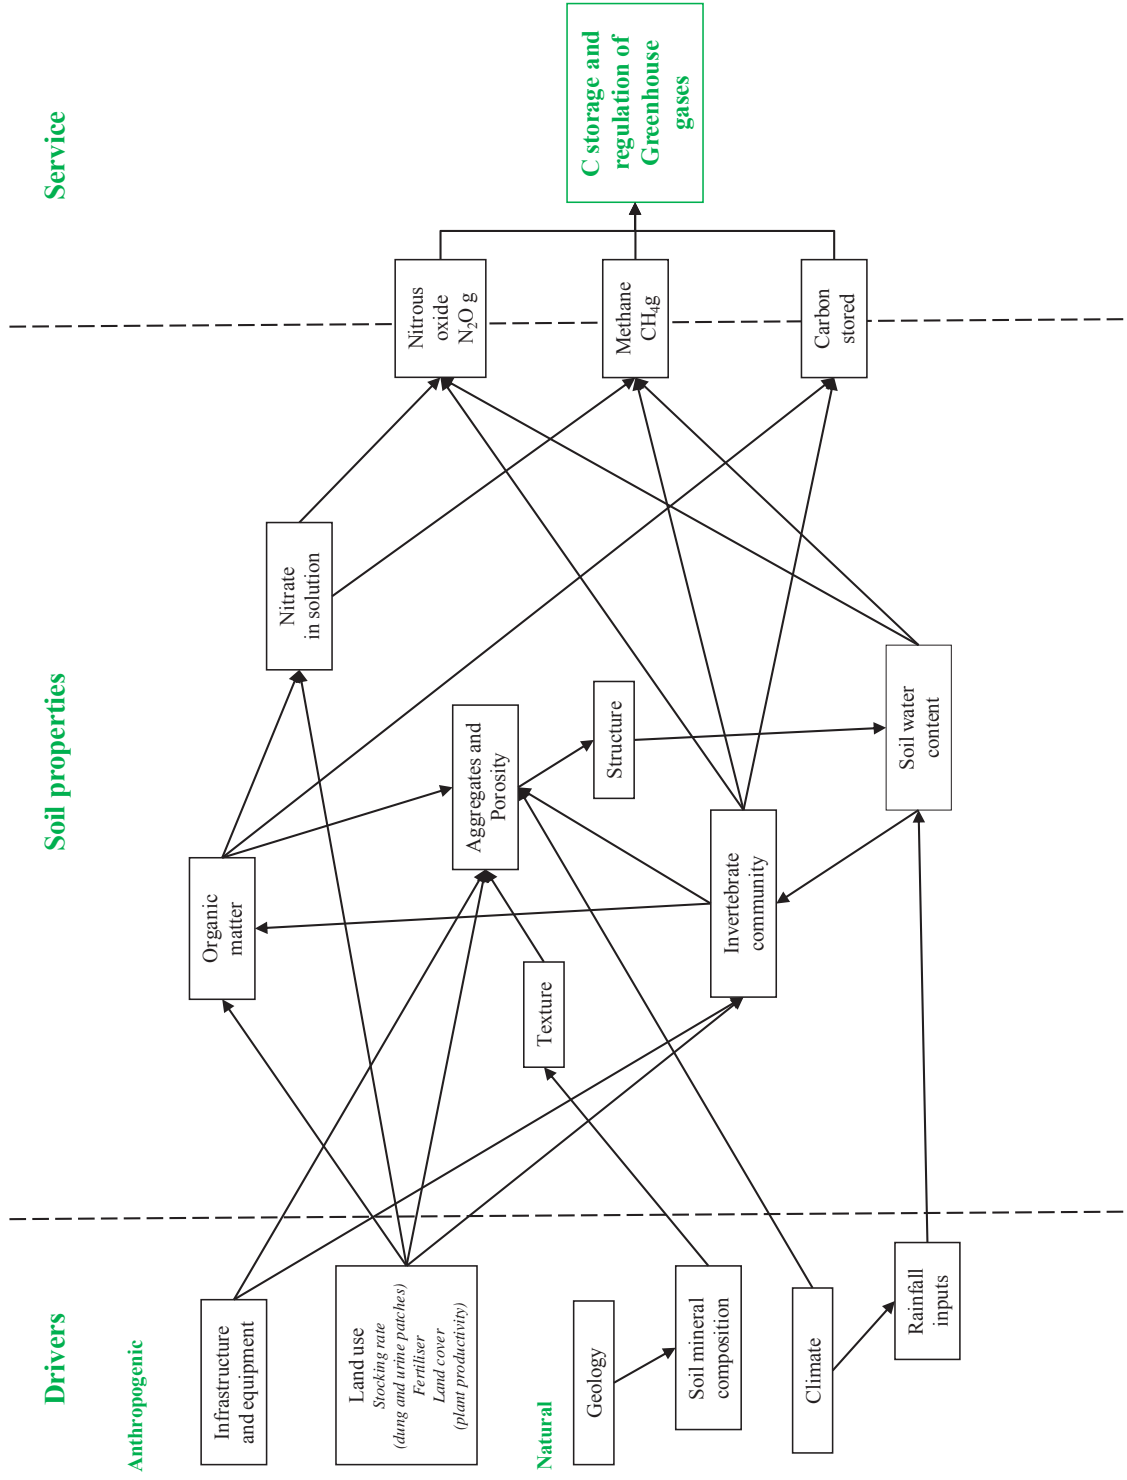 Drivers
Soil properties
Service
Anthropogenic
Infrastructure
and equipment
Land use
Stocking rate
(dung and urine patches)
Fertiliser
Land cover
(plant productivity)
Natural
Geology
Soil mineral
composition
Climate
Rainfall
inputs
Organic
matter
Nitrate
in solution
Aggregates and
Porosity
Texture
Structure
Invertebrate
community
Soil water
content
Nitrous
oxide
N₂O g
Methane
CH₄g
Carbon
stored
C storage and
regulation of
Greenhouse
gases